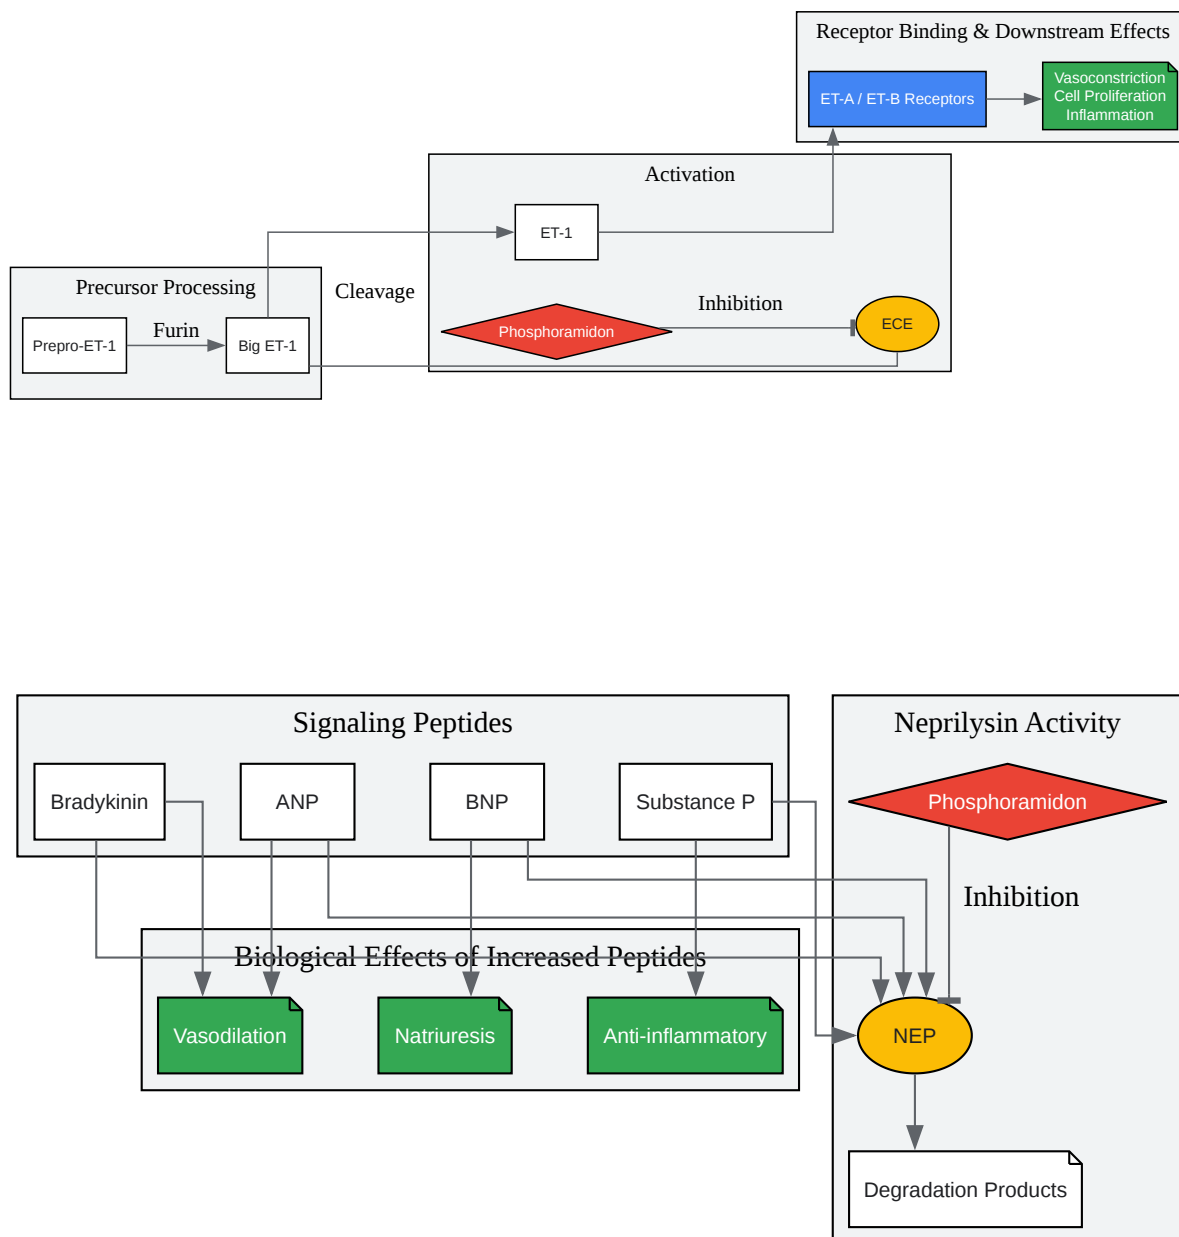 Receptor Binding & Downstream Effects
ET-A / ET-B Receptors
Vasoconstriction
Cell Proliferation
Inflammation
Activation
ET-1
Precursor Processing
Cleavage
Prepro-ET-1
Furin
Big ET-1
Phosphoramidon
Inhibition
ECE
Signaling Peptides
Bradykinin
ANP
BNP
Substance P
Neprilysin Activity
Phosphoramidon
Inhibition
Biological Effects of Increased Peptides
Vasodilation
Natriuresis
Anti-inflammatory
NEP
Degradation Products